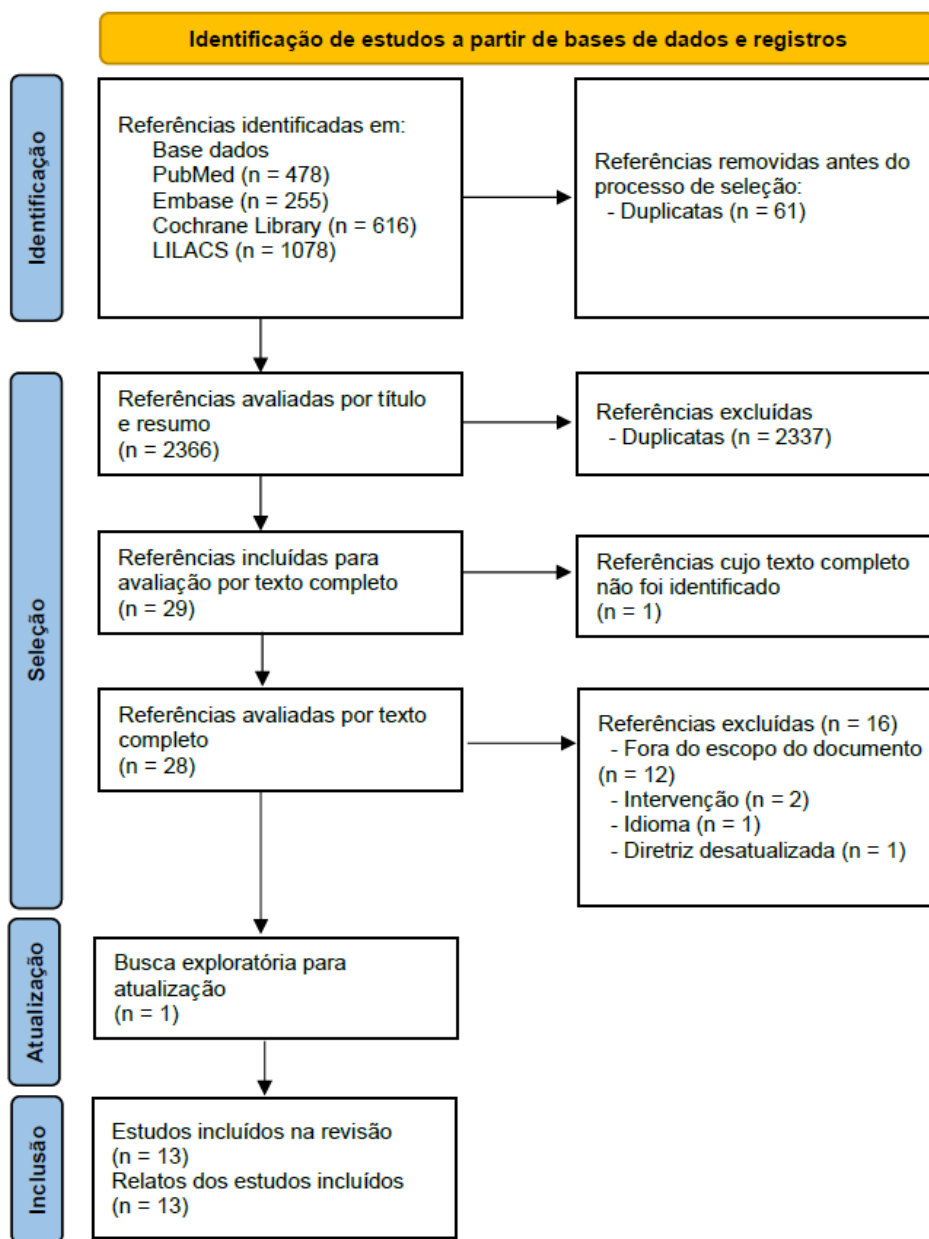 Identificação de estudos a partir de bases de dados e registros
Identificação
Referências identificadas em:
Base dados
PubMed (n = 478)
Embase (n = 255)
Cochrane Library (n = 616)
LILACS (n = 1078)
Referências removidas antes do
processo de seleção:
- Duplicatas (n = 61)
Seleção
Referências avaliadas por título
e resumo
(n = 2366)
Referências excluídas
- Duplicatas (n = 2337)
Referências incluídas para
avaliação por texto completo
(n = 29)
Referências cujo texto completo
não foi identificado
(n = 1)
Referências avaliadas por texto
completo
(n = 28)
Referências excluídas (n = 16)
- Fora do escopo do documento
(n = 12)
- Intervenção (n = 2)
- Idioma (n = 1)
- Diretriz desatualizada (n = 1)
Atualização
Busca exploratória para
atualização
(n = 1)
Inclusão
Estudos incluídos na revisão
(n = 13)
Relatos dos estudos incluídos
(n = 13)